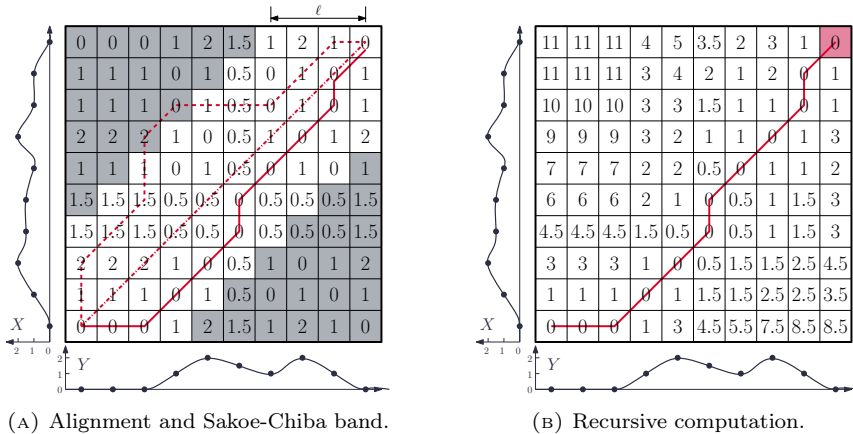 ℓ
0 0 0 1 2 1.5 1 2 1 0
1 1 1 0 1 0.5 0 1 0 1
1 1 1 0 1 0.5 0 1 0 1
2 2 2 1 0 0.5 1 0 1 2
1 1 1 0 1 0.5 0 1 0 1
1.5 1.5 1.5 0.5 0.5 0 0.5 0.5 0.5 1.5
1.5 1.5 1.5 0.5 0.5 0 0.5 0.5 0.5 1.5
2 2 2 1 0 0.5 1 0 1 2
1 1 1 0 1 0.5 0 1 0 1
0 0 0 1 2 1.5 1 2 1 0
X
2 1 0
Y
2
1
0
(A) Alignment and Sakoe-Chiba band.
11 11 11 4 5 3.5 2 3 1 0
11 11 11 3 4 2 1 2 0 1
10 10 10 3 3 1.5 1 1 0 1
9 9 9 3 2 1 1 0 1 3
7 7 7 2 2 0.5 0 1 1 2
6 6 6 2 1 0 0.5 1 1.5 3
4.5 4.5 4.5 1.5 0.5 0 0.5 1 1.5 3
3 3 3 1 0 0.5 1.5 1.5 2.5 4.5
1 1 1 0 1 1.5 1.5 2.5 2.5 3.5
0 0 0 1 3 4.5 5.5 7.5 8.5 8.5
X
2 1 0
Y
2
1
0
(B) Recursive computation.